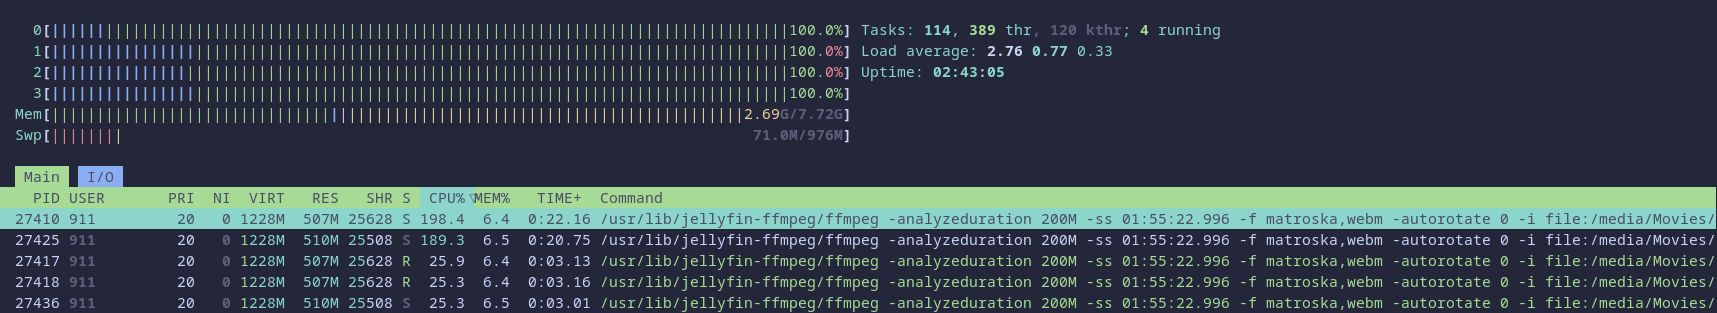 0[||||||||||||||||||||||||||||||||||||||||||||||||||||||||||||||||||||||||||||||||||100.0%] Tasks: 114, 389 thr, 120 kthr; 4 running
1[||||||||||||||||||||||||||||||||||||||||||||||||||||||||||||||||||||||||||||||||||100.0%] Load average: 2.76 0.77 0.33
2[||||||||||||||||||||||||||||||||||||||||||||||||||||||||||||||||||||||||||||||||||100.0%] Uptime: 02:43:05
3[||||||||||||||||||||||||||||||||||||||||||||||||||||||||||||||||||||||||||||||||||100.0%]
Mem[|||||||||||||||||||||||||||||||||||||||||||||||||||||||||||||||||||||||||||||2.69G/7.72G]
Swp[|||||||| 71.0M/976M]
Main I/O
PID USER PRI NI VIRT RES SHR S CPU%▽MEM% TIME+ Command
27410 911 20 0 1228M 507M 25628 S 198.4 6.4 0:22.16 /usr/lib/jellyfin-ffmpeg/ffmpeg -analyzeduration 200M -ss 01:55:22.996 -f matroska,webm -autorotate 0 -i file:/media/Movies/
27425 911 20 0 1228M 510M 25508 S 189.3 6.5 0:20.75 /usr/lib/jellyfin-ffmpeg/ffmpeg -analyzeduration 200M -ss 01:55:22.996 -f matroska,webm -autorotate 0 -i file:/media/Movies/
27417 911 20 0 1228M 507M 25628 R 25.9 6.4 0:03.13 /usr/lib/jellyfin-ffmpeg/ffmpeg -analyzeduration 200M -ss 01:55:22.996 -f matroska,webm -autorotate 0 -i file:/media/Movies/
27418 911 20 0 1228M 507M 25628 R 25.3 6.4 0:03.16 /usr/lib/jellyfin-ffmpeg/ffmpeg -analyzeduration 200M -ss 01:55:22.996 -f matroska,webm -autorotate 0 -i file:/media/Movies/
27436 911 20 0 1228M 510M 25508 S 25.3 6.5 0:03.01 /usr/lib/jellyfin-ffmpeg/ffmpeg -analyzeduration 200M -ss 01:55:22.996 -f matroska,webm -autorotate 0 -i file:/media/Movies/